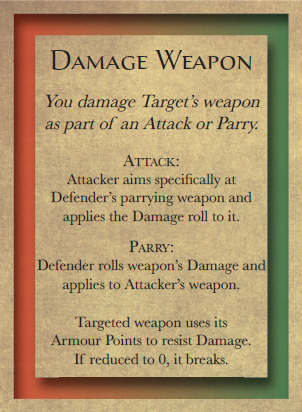 Damage Weapon
You damage Target's weapon
as part of an Attack or Parry.
Attack:
Attacker aims specifically at
Defender's parrying weapon and
applies the Damage roll to it.
Parry:
Defender rolls weapon's Damage and
applies to Attacker's weapon.
Targeted weapon uses its
Armour Points to resist Damage.
If reduced to 0, it breaks.